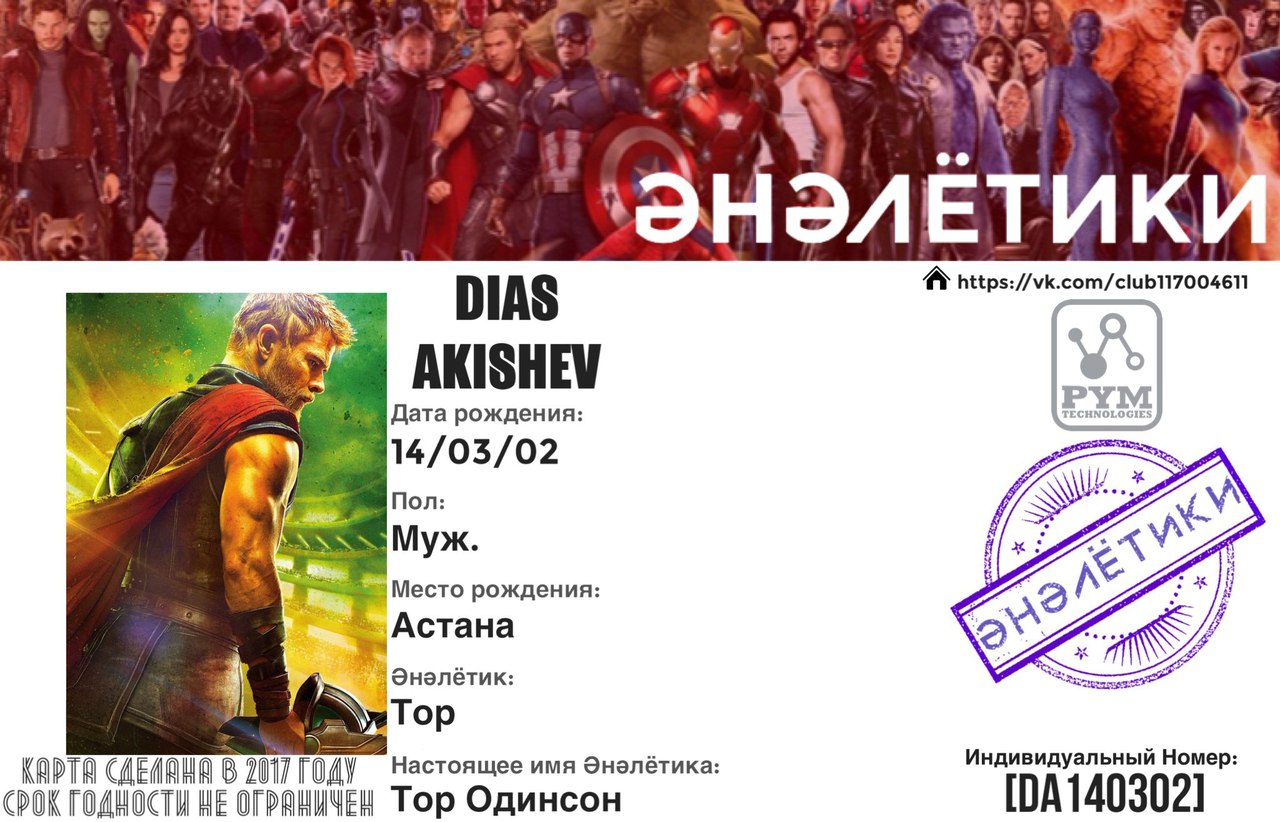 ӘНӘЛЁТИКИ
https://vk.com/club117004611
DIAS
AKISHEV
Дата рождения:
14/03/02
Пол:
Муж.
Место рождения:
Астана
Әнәлётик:
Тор
Настоящее имя Әнәлётика:
Тор Одинсон
PYM
TECHNOLOGIES
ӘНӘЛЁТИКИ
КАРТА СДЕЛАНА В 2017 ГОДУ
СРОК ГОДНОСТИ НЕ ОГРАНИЧЕН
Индивидуальный Номер:
[DA140302]